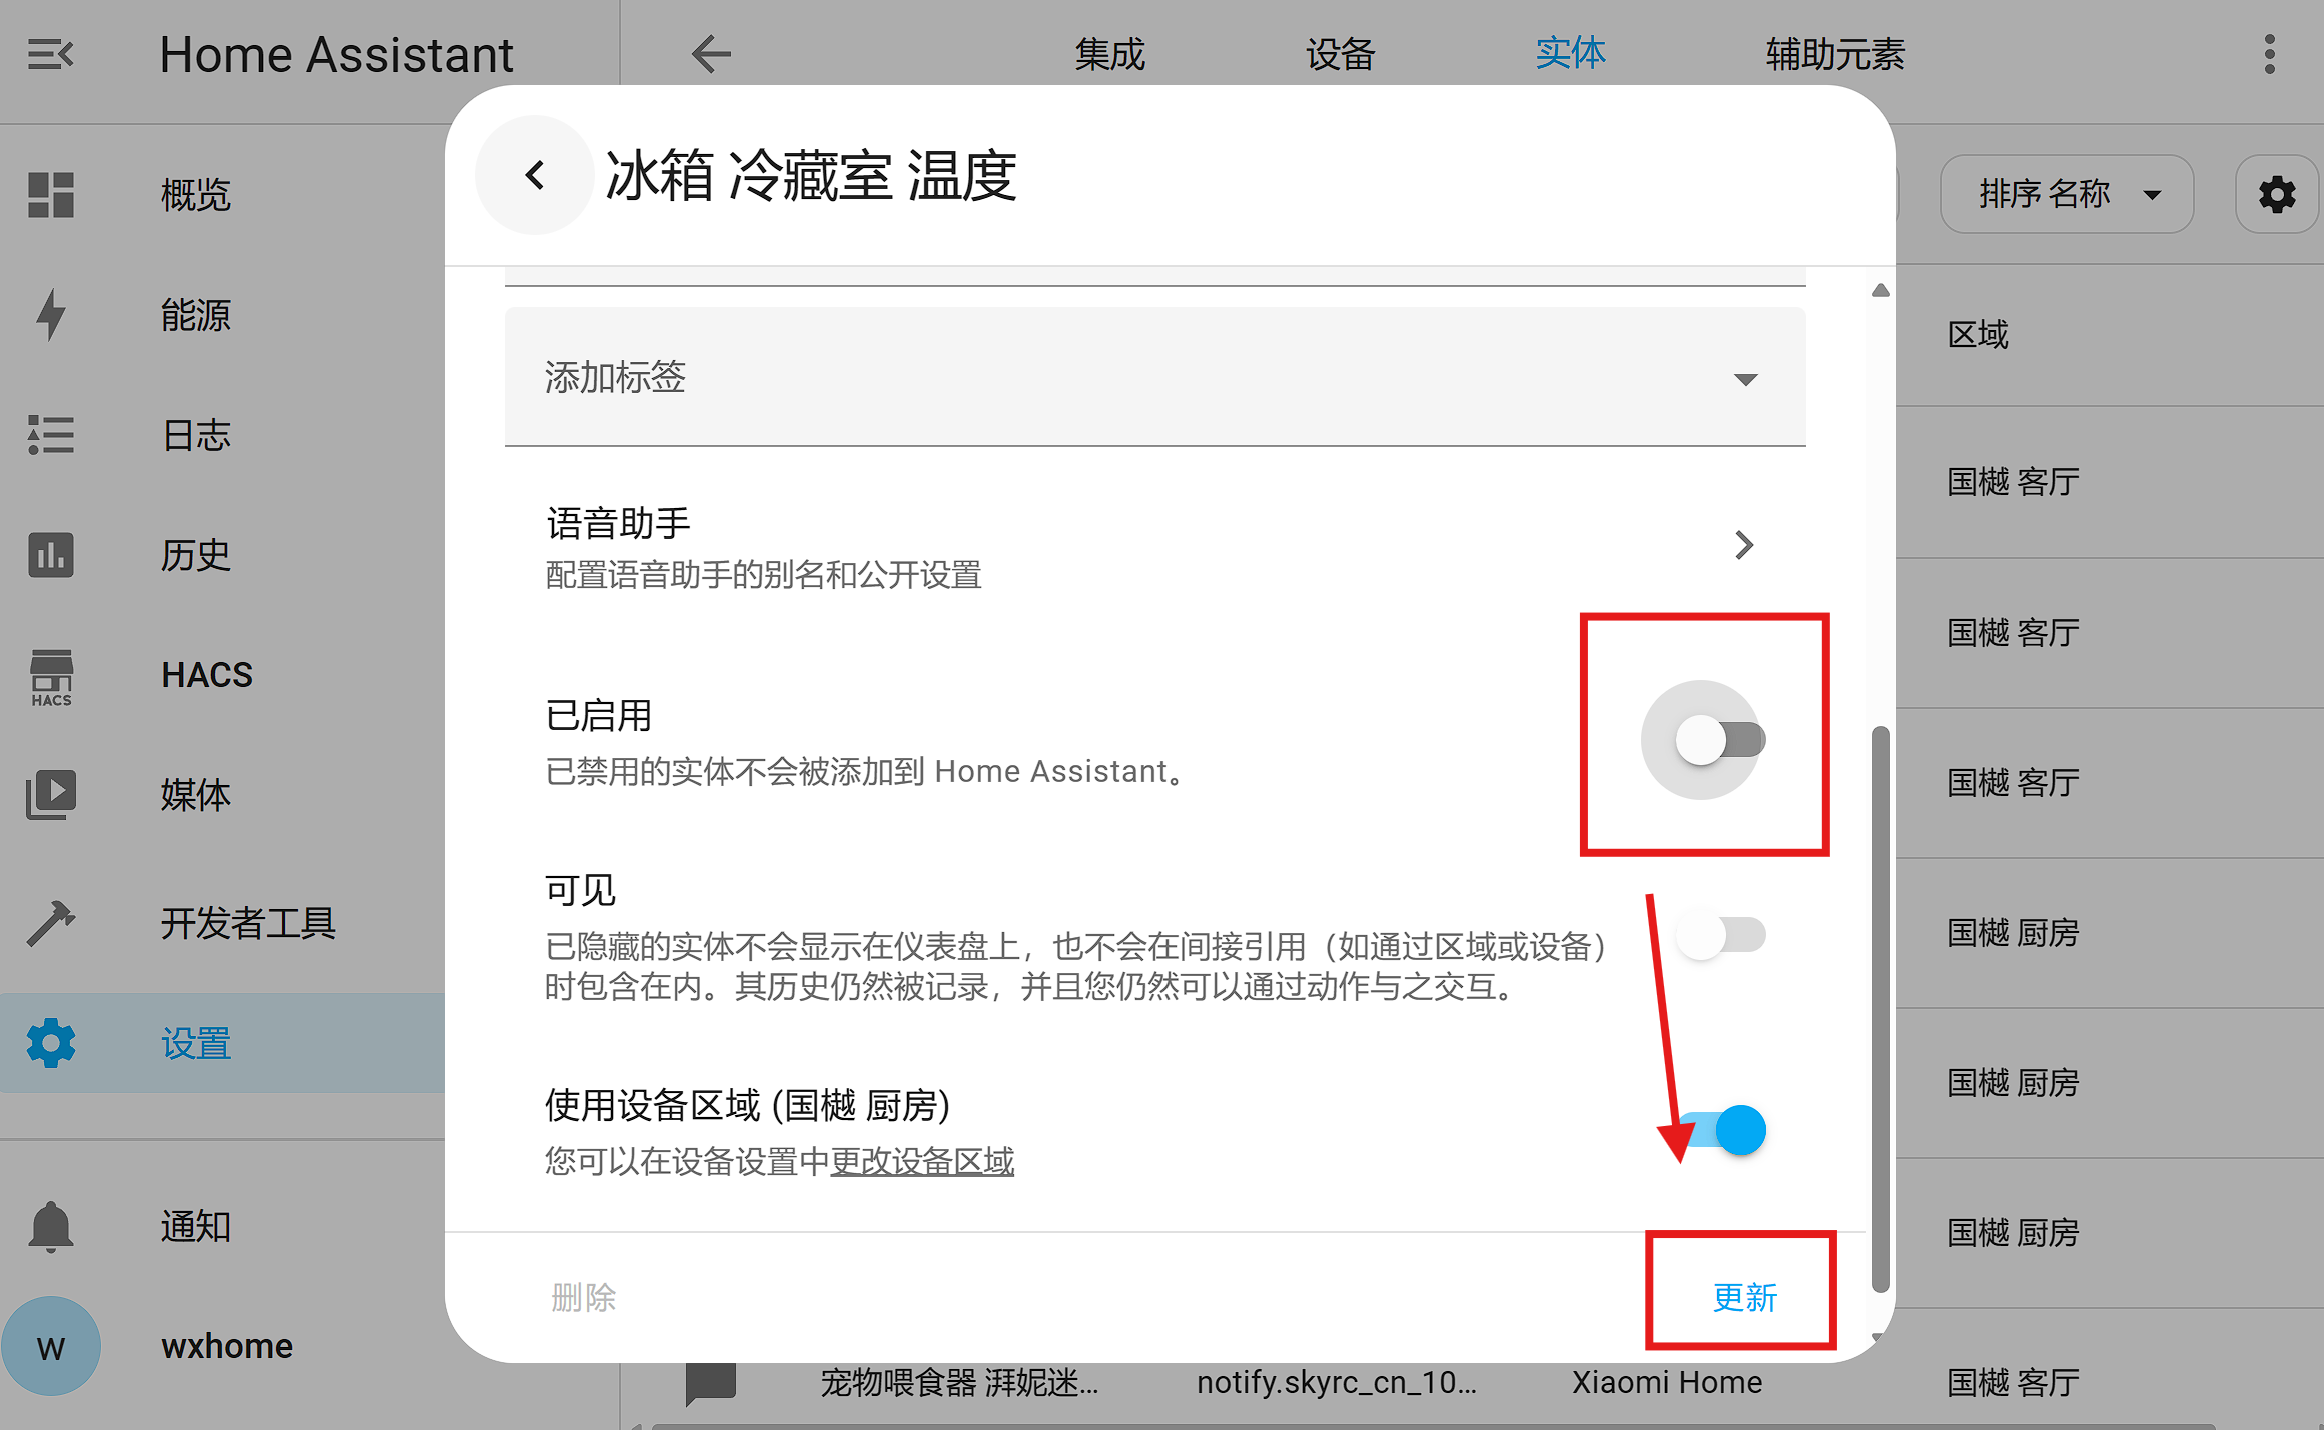 Home Assistant
集成
设备
实体
辅助元素
概览
能源
日志
历史
HACS
HACS
媒体
开发者工具
设置
通知
W
wxhome
冰箱 冷藏室 温度
添加标签
语音助手
配置语音助手的别名和公开设置
已启用
已禁用的实体不会被添加到 Home Assistant。
可见
已隐藏的实体不会显示在仪表盘上，也不会在间接引用（如通过区域或设备）
时包含在内。其历史仍然被记录，并且您仍然可以通过动作与之交互。
使用设备区域 (国樾 厨房)
您可以在设备设置中更改设备区域
删除
更新
排序 名称
区域
国樾 客厅
国樾 客厅
国樾 客厅
国樾 厨房
国樾 厨房
国樾 厨房
宠物喂食器 湃妮迷...
notify.skyrc_cn_10...
Xiaomi Home
国樾 客厅